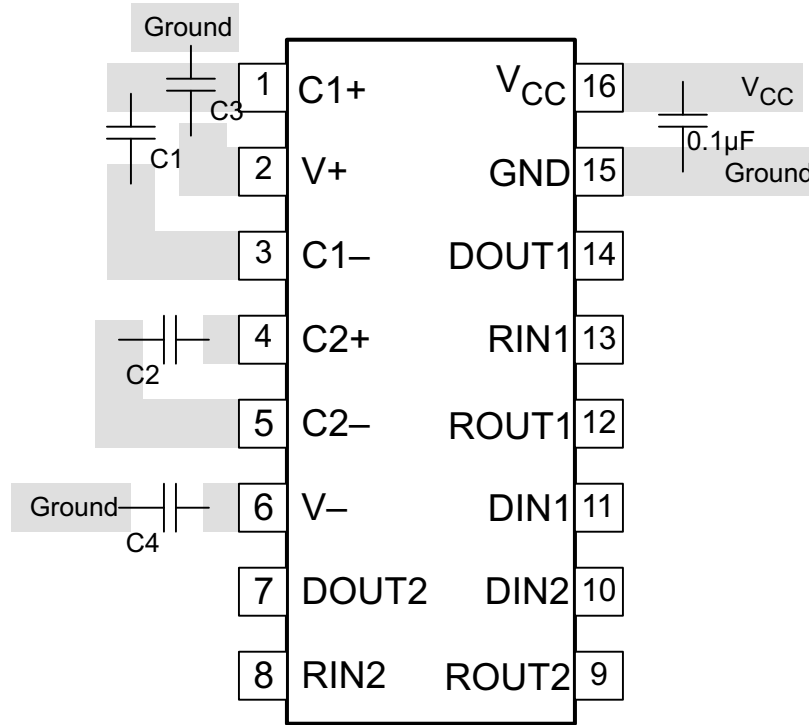 Ground
1 C1+ VCC 16 VCC
C3
C1 0.1µF
2 V+ GND 15 Ground
3 C1– DOUT1 14
4 C2+ RIN1 13
C2
5 C2– ROUT1 12
Ground 6 V– DIN1 11
C4
7 DOUT2 DIN2 10
8 RIN2 ROUT2 9